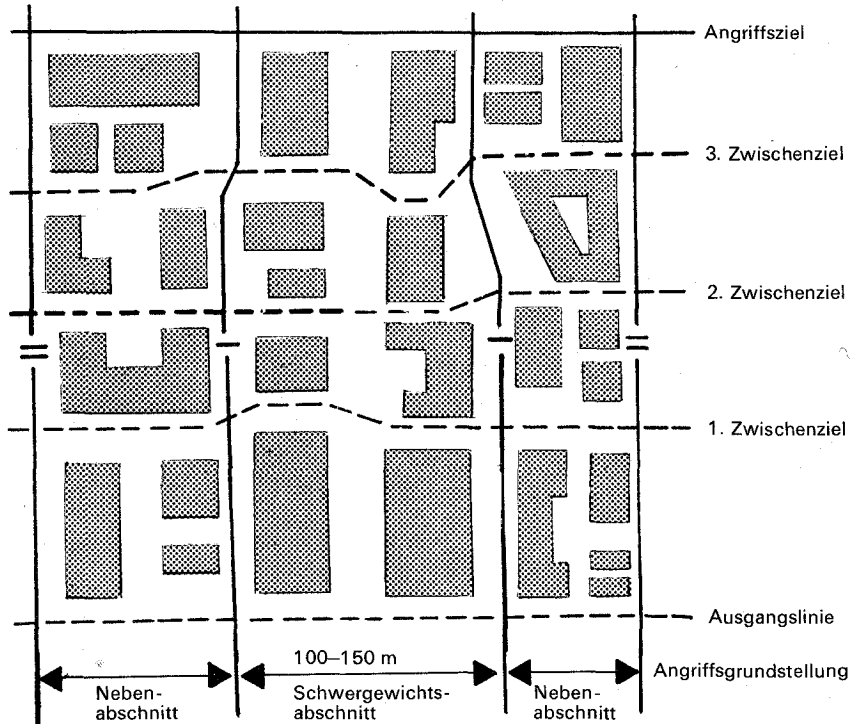 Angriffsziel
3. Zwischenziel
2. Zwischenziel
1. Zwischenziel
Ausgangslinie
100–150 m
Angriffsgrundstellung
Neben-
abschnitt
Schwergewichts-
abschnitt
Neben-
abschnitt